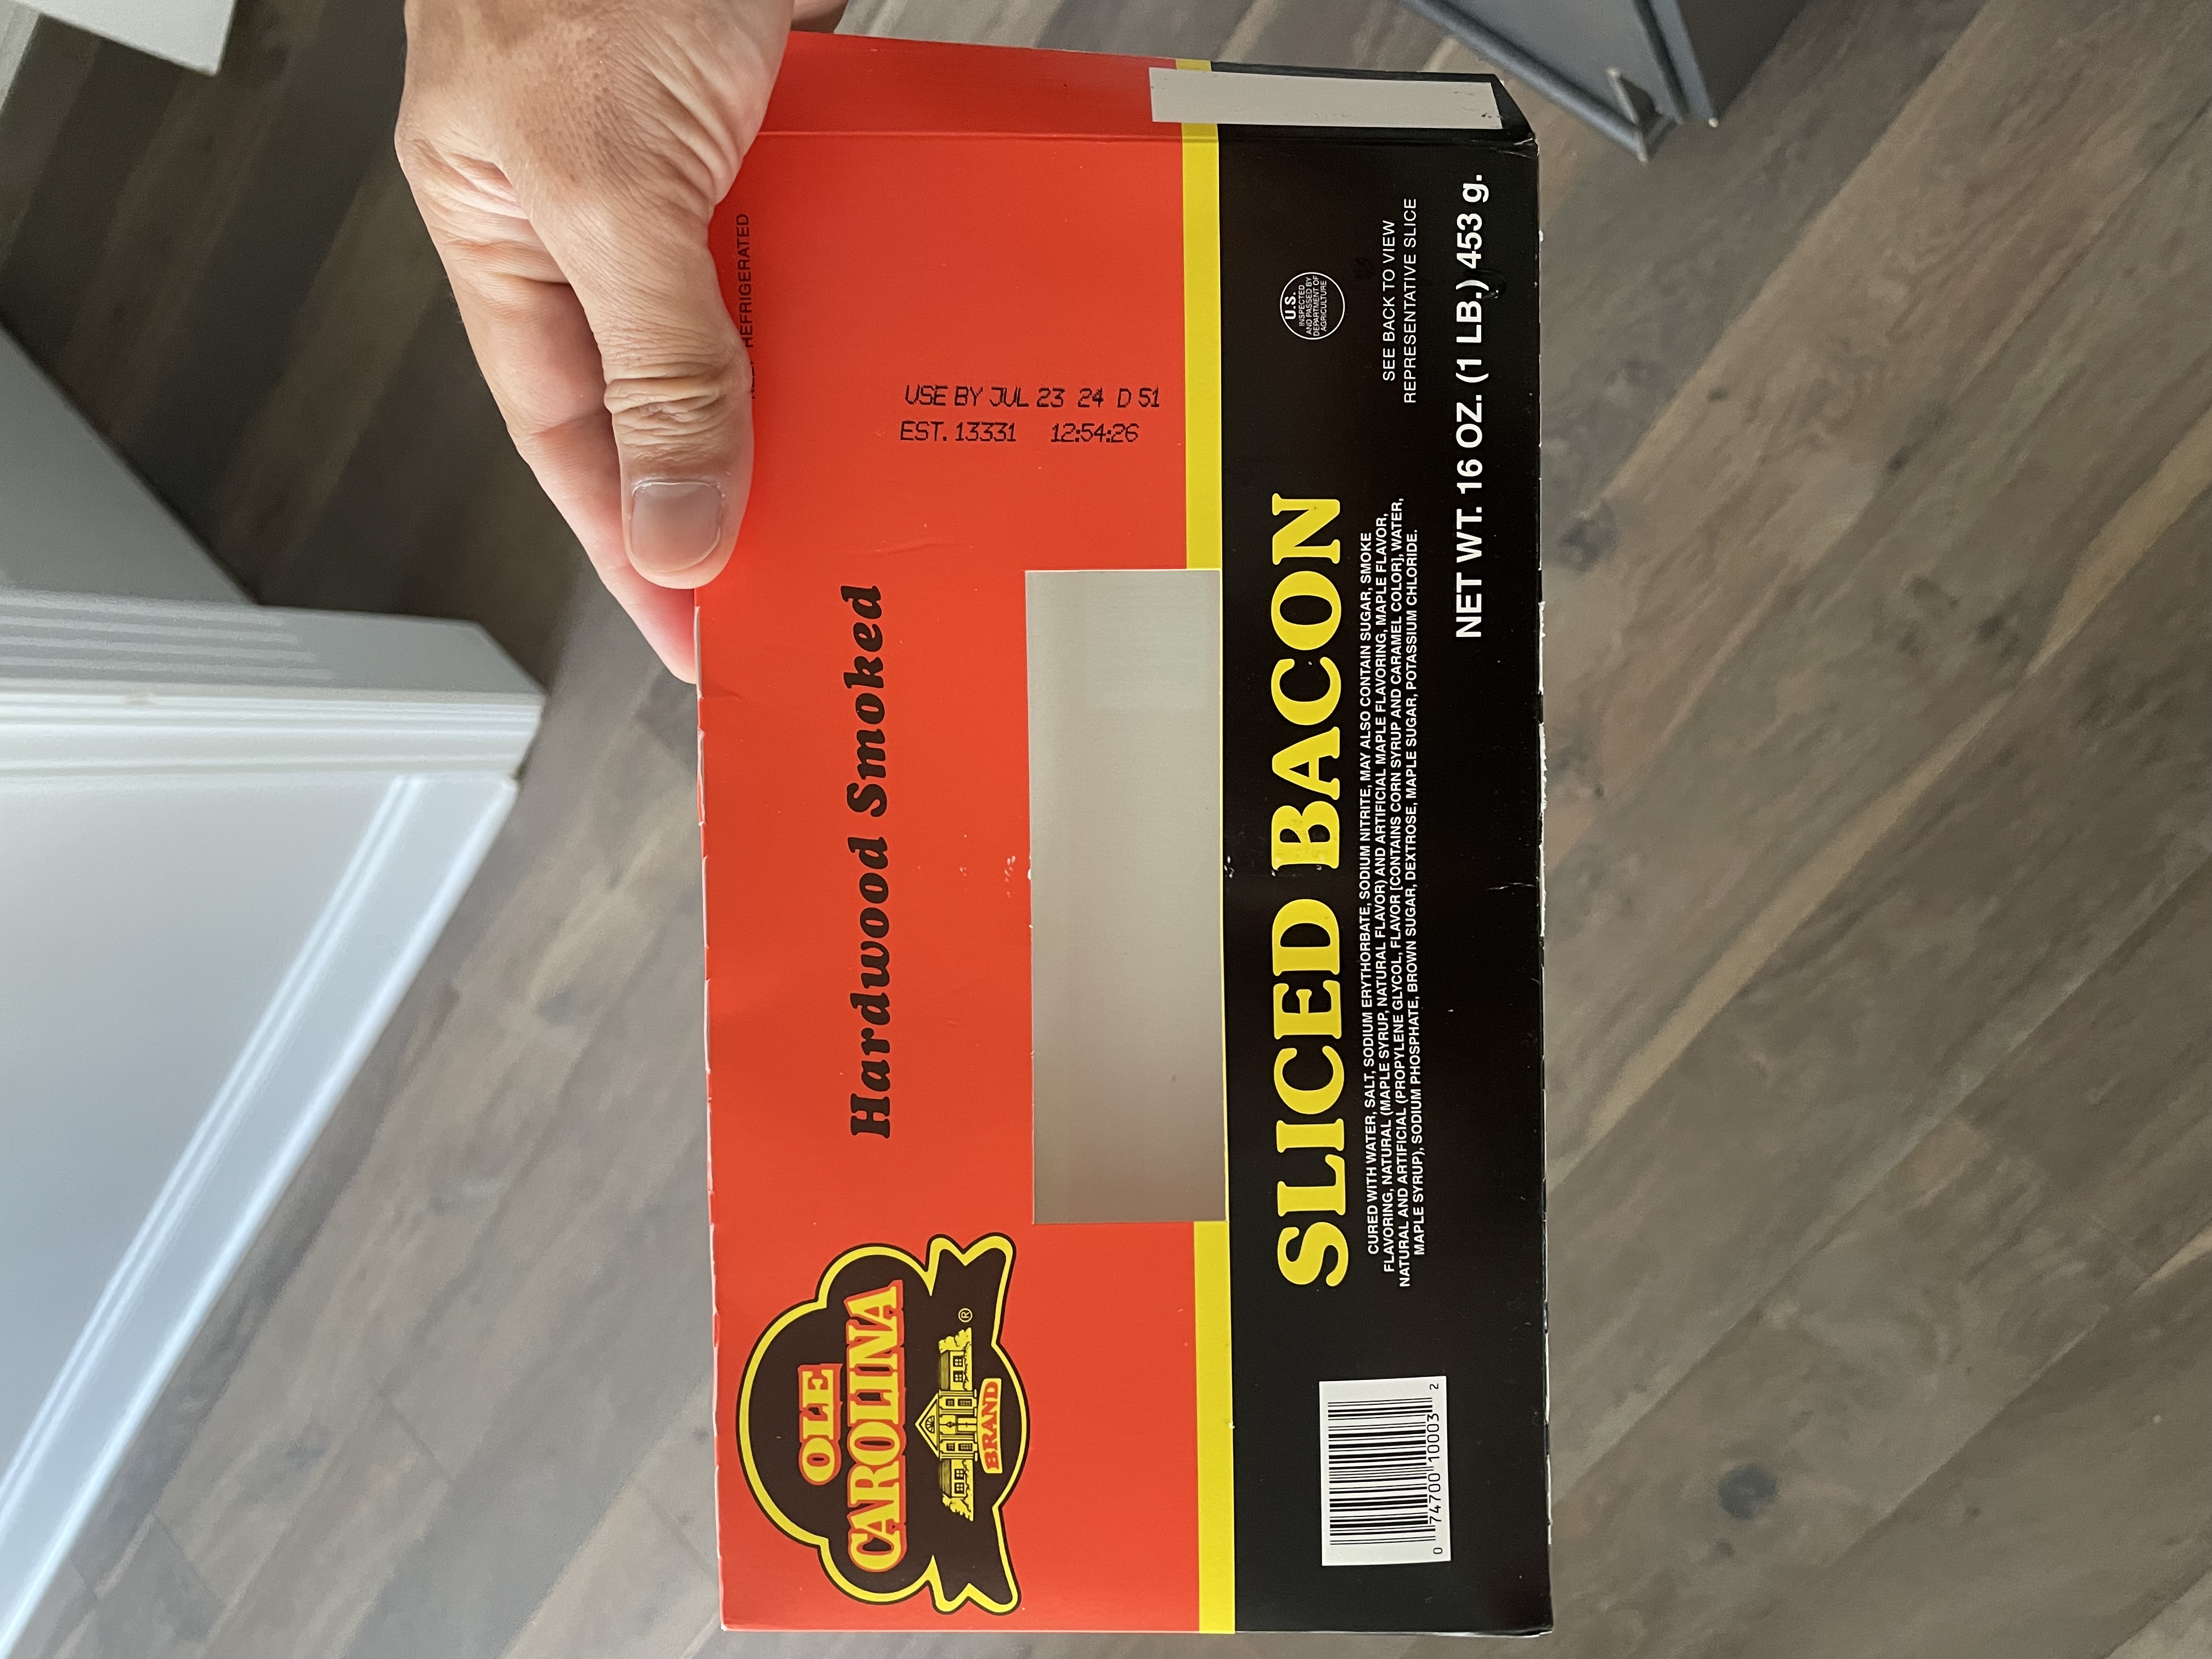 OLE
CAROLINA
®
BRAND
Hardwood Smoked
REFRIGERATED
USE BY JUL 23 24 D 51
EST. 13331 12:54:26
SLICED BACON
CURED WITH WATER, SALT, SODIUM ERYTHORBATE, SODIUM NITRITE, MAY ALSO CONTAIN SUGAR, SMOKE
FLAVORING, NATURAL (MAPLE SYRUP, NATURAL FLAVOR) AND ARTIFICIAL MAPLE FLAVORING, MAPLE FLAVOR,
NATURAL AND ARTIFICIAL (PROPYLENE GLYCOL, FLAVOR [CONTAINS CORN SYRUP AND CARAMEL COLOR], WATER,
MAPLE SYRUP), SODIUM PHOSPHATE, BROWN SUGAR, DEXTROSE, MAPLE SUGAR, POTASSIUM CHLORIDE.
U.S.
INSPECTED
AND PASSED BY
DEPARTMENT OF
AGRICULTURE
SEE BACK TO VIEW
REPRESENTATIVE SLICE
0 74700 10003 2
NET WT. 16 OZ. (1 LB.) 453 g.